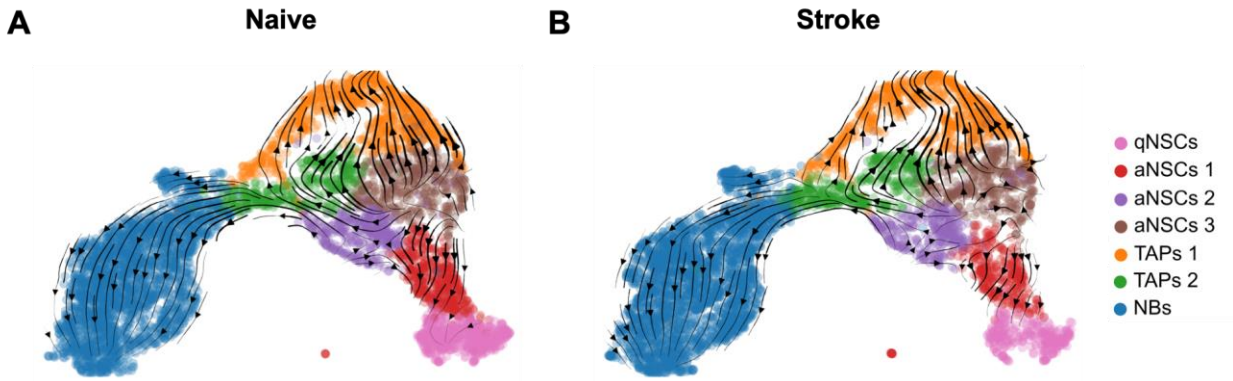 A Naive
B Stroke
qNSCs
aNSCs 1
aNSCs 2
aNSCs 3
TAPs 1
TAPs 2
NBs